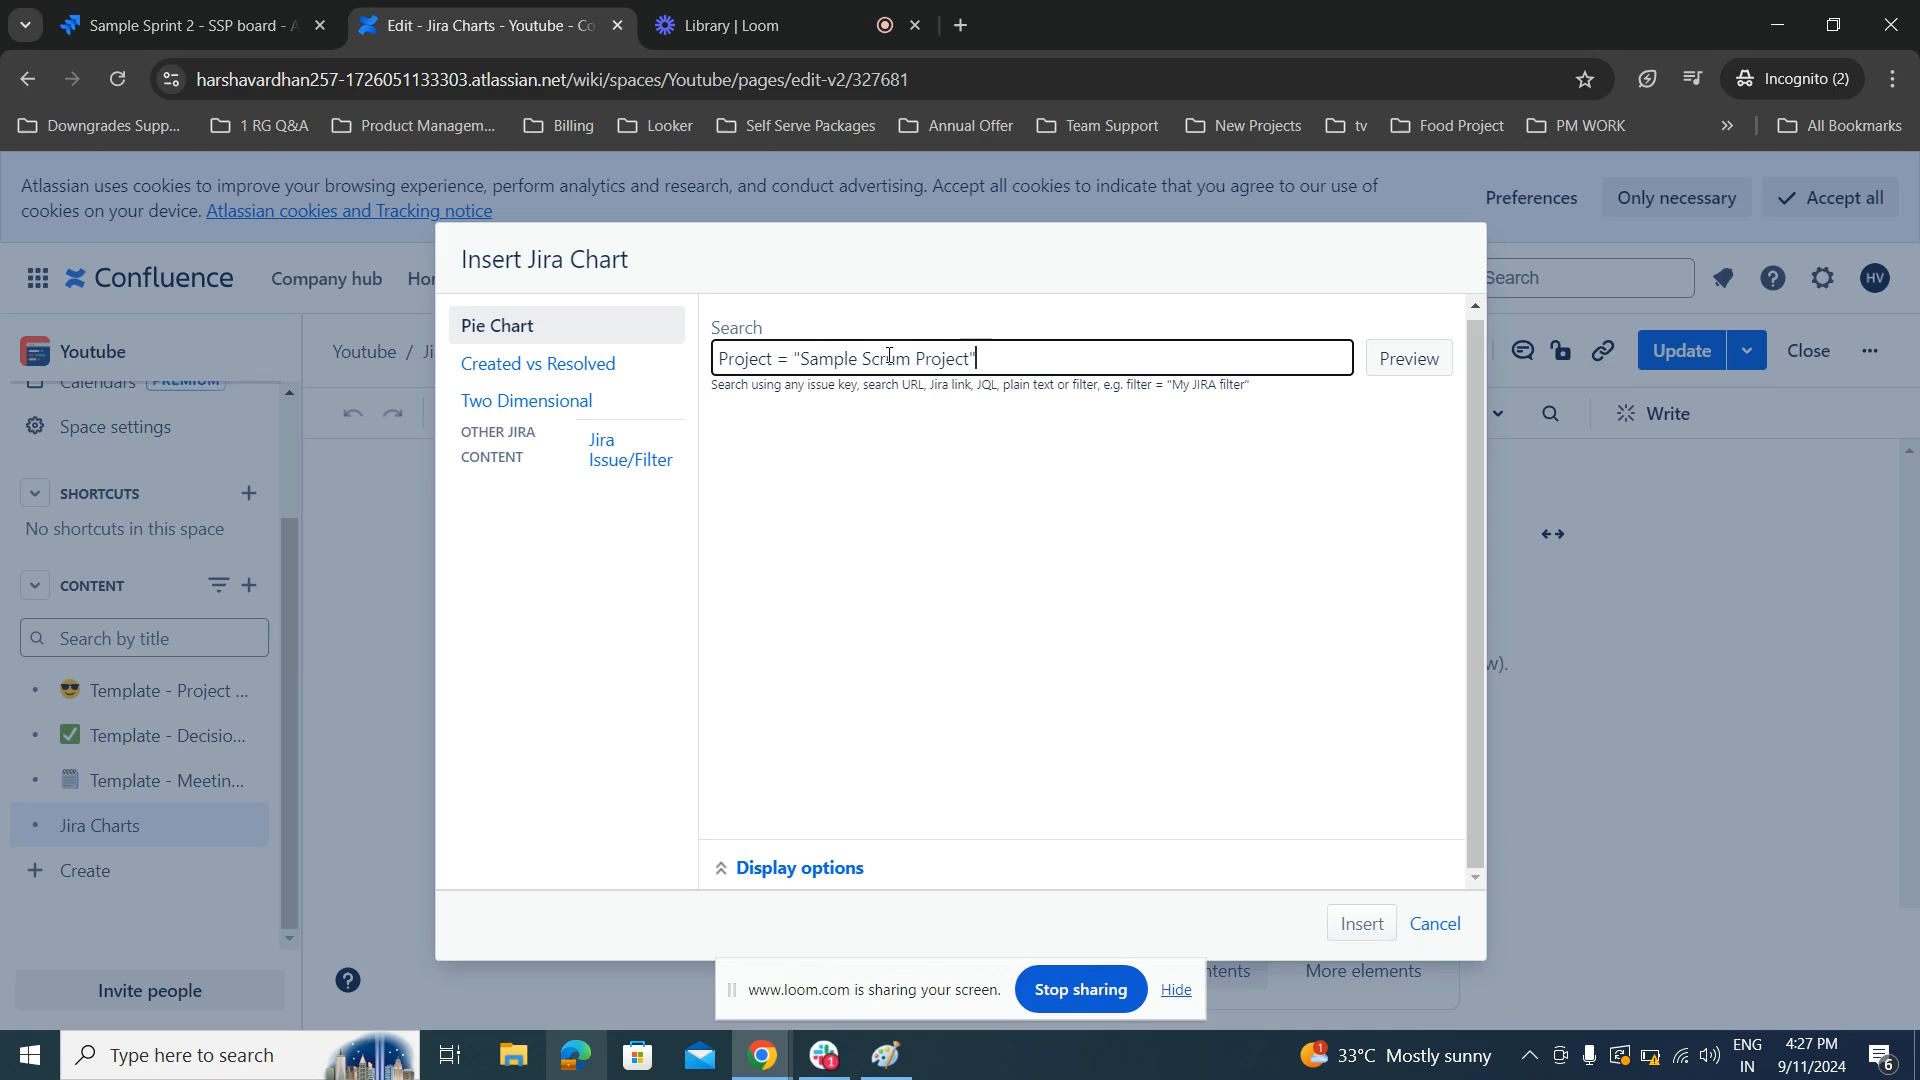 Sample Sprint 2 - SSP board - A
Edit - Jira Charts - Youtube - Co
Library | Loom
harshavardhan257-1726051133303.atlassian.net/wiki/spaces/Youtube/pages/edit-v2/327681
Incognito (2)
Downgrades Supp...
1 RG Q&A
Product Managem...
Billing
Looker
Self Serve Packages
Annual Offer
Team Support
New Projects
tv
Food Project
PM WORK
All Bookmarks
Atlassian uses cookies to improve your browsing experience, perform analytics and research, and conduct advertising. Accept all cookies to indicate that you agree to our use of
cookies on your device. Atlassian cookies and Tracking notice
Preferences
Only necessary
Accept all
Confluence
Company hub
Search
HV
Insert Jira Chart
Youtube
Youtube /
Update
Close
Calendars PREMIUM
Space settings
Write
SHORTCUTS
No shortcuts in this space
CONTENT
Search by title
Template - Project ...
Template - Decisio...
Template - Meetin...
Jira Charts
Create
Invite people
Pie Chart
Created vs Resolved
Two Dimensional
OTHER JIRA
CONTENT
Jira
Issue/Filter
Search
Project = "Sample Scrum Project"
Preview
Search using any issue key, search URL, Jira link, JQL, plain text or filter, e.g. filter = "My JIRA filter"
w).
Display options
Insert
Cancel
More elements
www.loom.com is sharing your screen.
Stop sharing
Hide
Type here to search
33°C Mostly sunny
ENG
IN
4:27 PM
9/11/2024
6